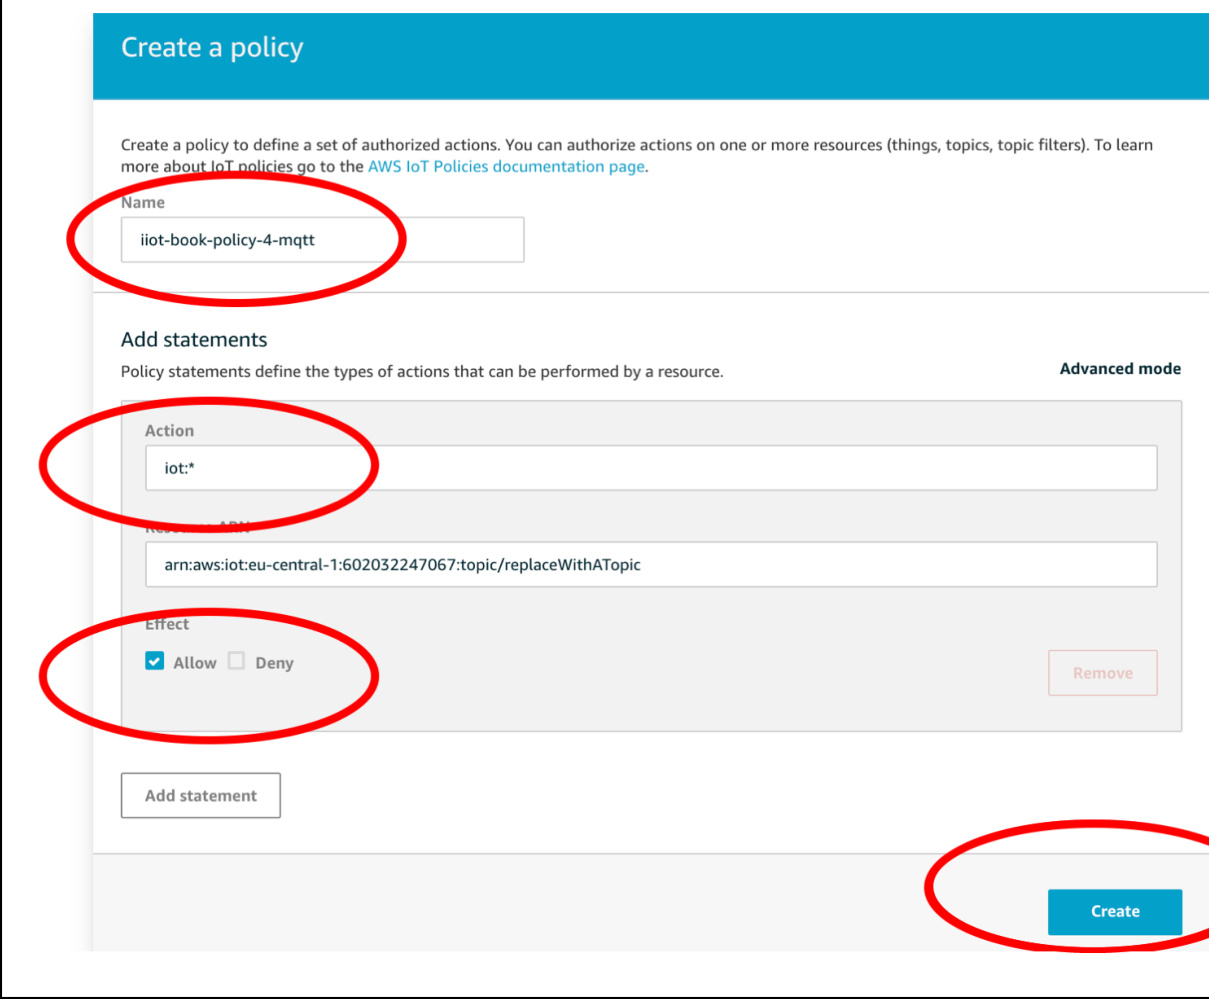 Create a policy
Create a policy to define a set of authorized actions. You can authorize actions on one or more resources (things, topics, topic filters). To learn
more about IoT policies go to the AWS IoT Policies documentation page.
Name
iiot-book-policy-4-mqtt
Add statements
Policy statements define the types of actions that can be performed by a resource.
Advanced mode
Action
iot:*
Resource ARN
arn:aws:iot:eu-central-1:602032247067:topic/replaceWithATopic
Effect
Allow Deny
Remove
Add statement
Create